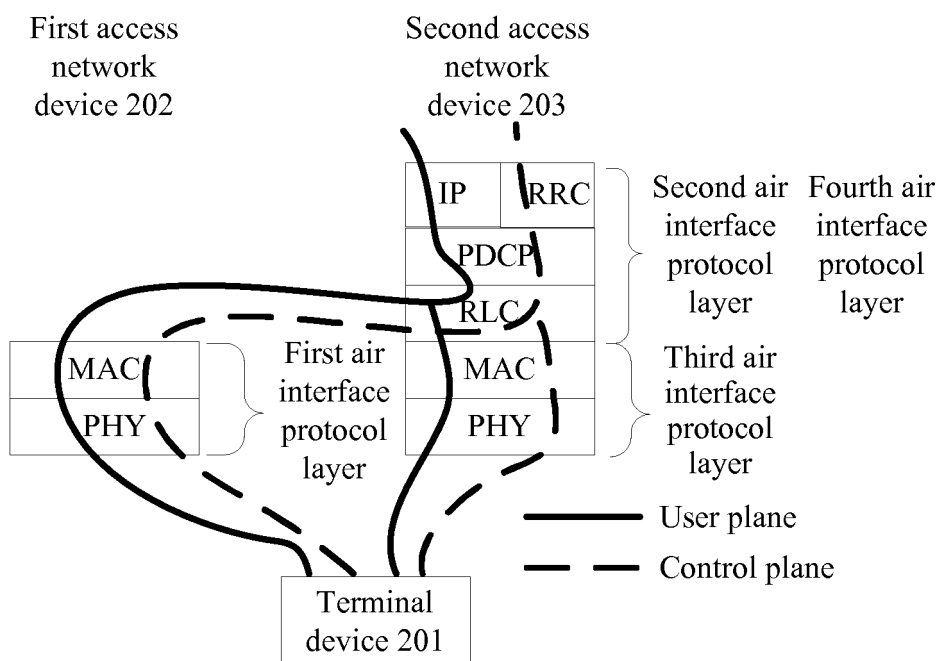 First access
network
device 202
Second access
network
device 203
IP
RRC
PDCP
RLC
MAC
PHY
Second air
interface
protocol
layer
Fourth air
interface
protocol
layer
MAC
PHY
First air
interface
protocol
layer
Third air
interface
protocol
layer
User plane
Control plane
Terminal
device 201